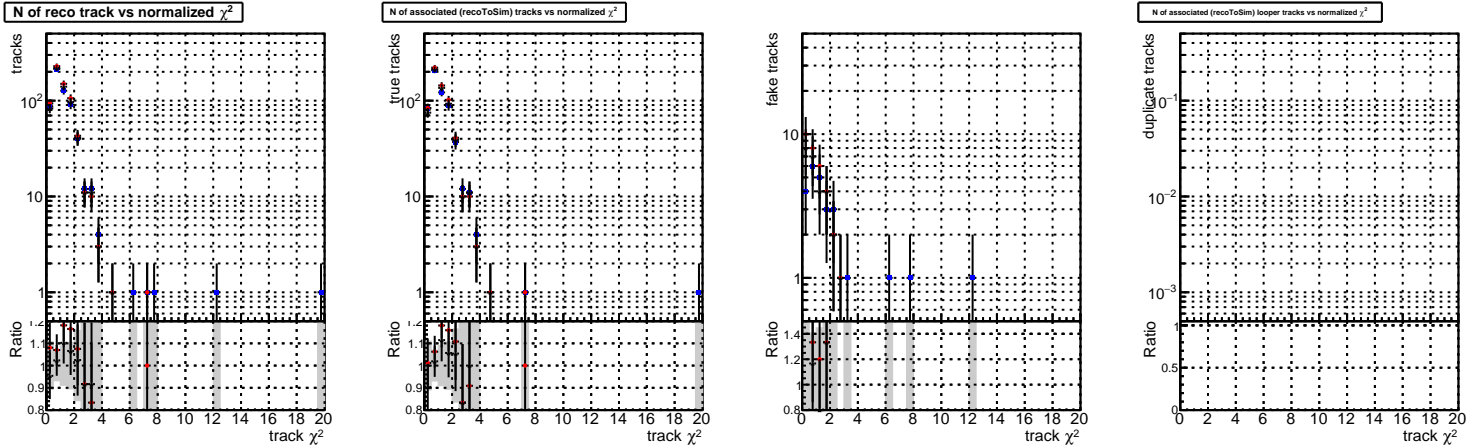 N of reco track vs normalized χ²
tracks
10²
10
1
Ratio
1.2
1.1
1
0.9
0.8
0 2 4 6 8 10 12 14 16 18 20
track χ²
N of associated (recoToSim) tracks vs normalized χ²
true tracks
10²
10
1
Ratio
1.2
1.1
1
0.9
0.8
0 2 4 6 8 10 12 14 16 18 20
track χ²
fake tracks
10
1
Ratio
1.4
1.2
1
0.8
0 2 4 6 8 10 12 14 16 18 20
track χ²
N of associated (recoToSim) looper tracks vs normalized χ²
duplicate tracks
10⁻¹
10⁻²
10⁻³
Ratio
1
0.5
0
0 2 4 6 8 10 12 14 16 18 20
track χ²